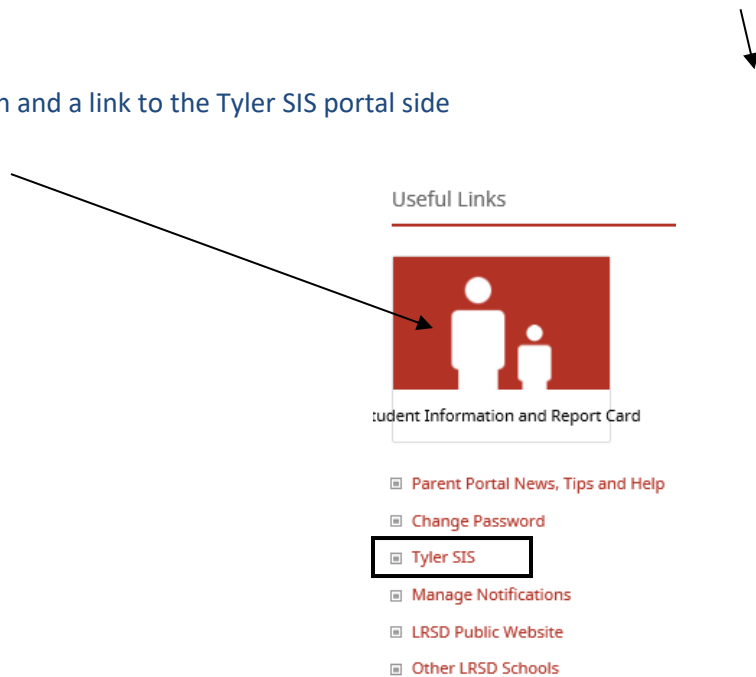 and a link to the Tyler SIS portal side
Useful Links
Information and Report Card
Parent Portal News, Tips and Help
Change Password
Tyler SIS
Manage Notifications
LRSD Public Website
Other LRSD Schools